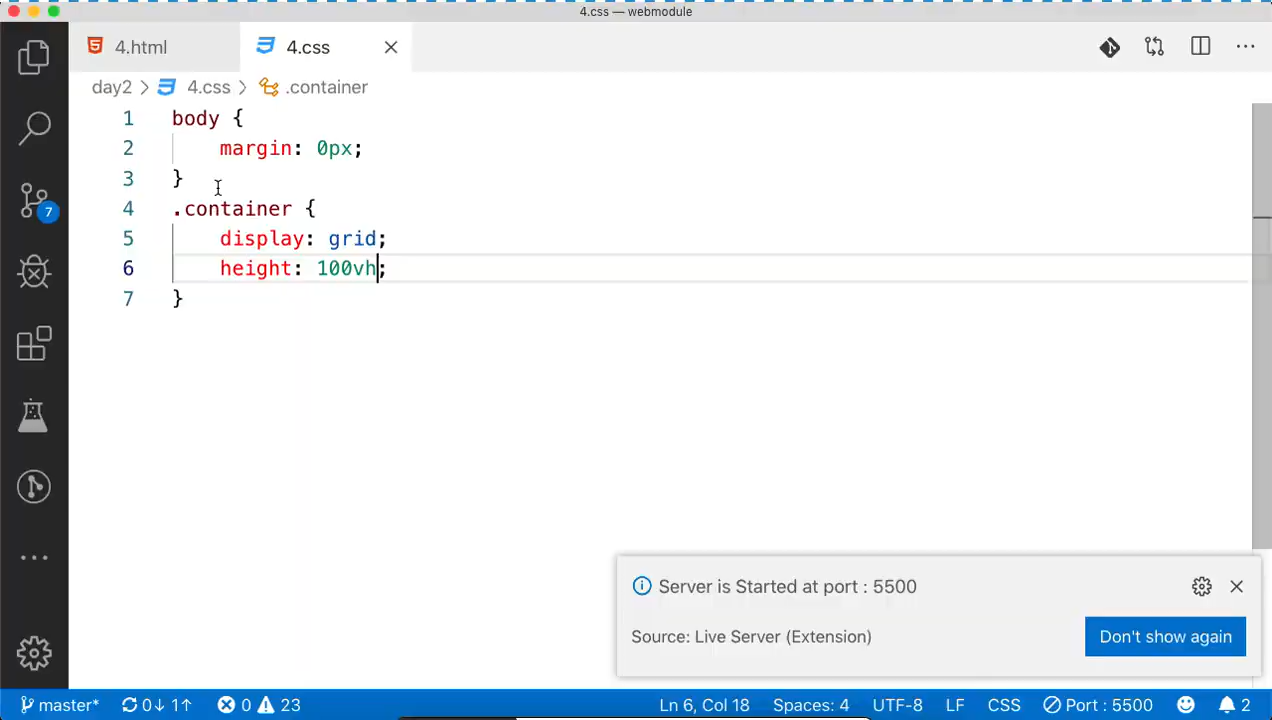 4.css — webmodule
4.html
4.css
day2 > 4.css > .container
1 body {
2 margin: 0px;
3 }
4 .container {
5 display: grid;
6 height: 100vh;
7 }
7
Server is Started at port : 5500
Source: Live Server (Extension)
Don't show again
master* 0↓ 1↑ 0 23 Ln 6, Col 18 Spaces: 4 UTF-8 LF CSS Port : 5500 2